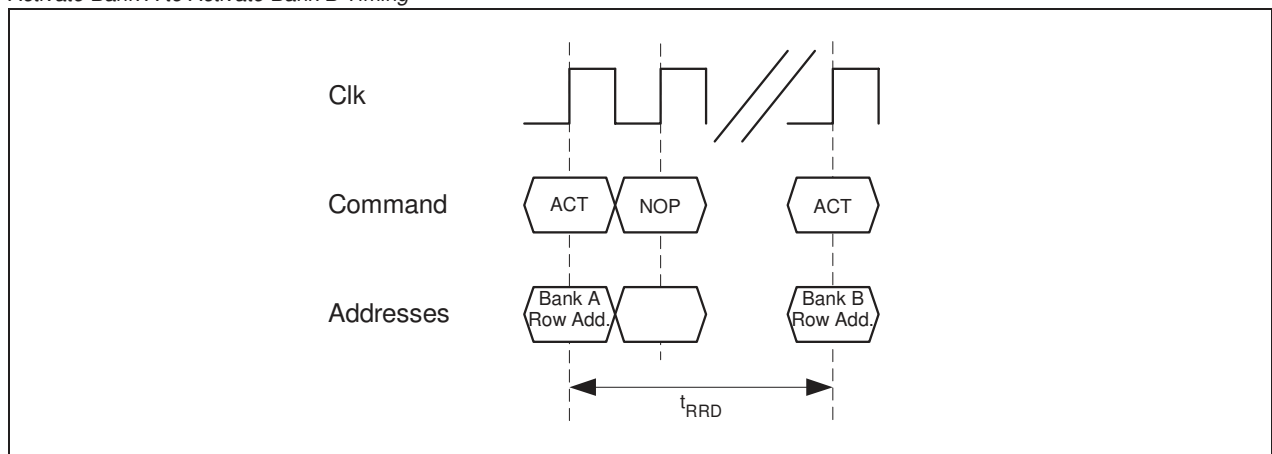 Activate Bank A to Activate Bank B Timing
Clk
Command
ACT
NOP
ACT
Addresses
Bank A
Row Add.
Bank B
Row Add.
tRRD